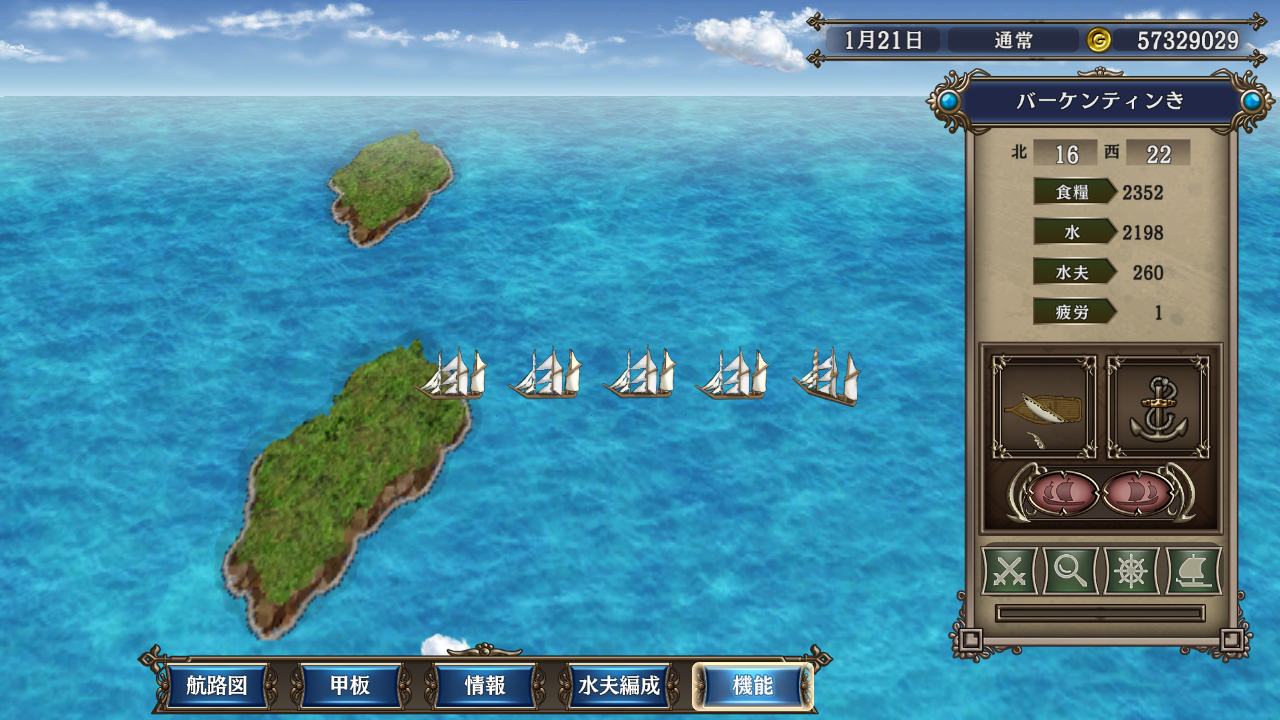 1月21日 通常 G 57329029
バーケンティンき
北 16 西 22
食糧 2352
水 2198
水夫 260
疲労 1
航路図 甲板 情報 水夫編成 機能